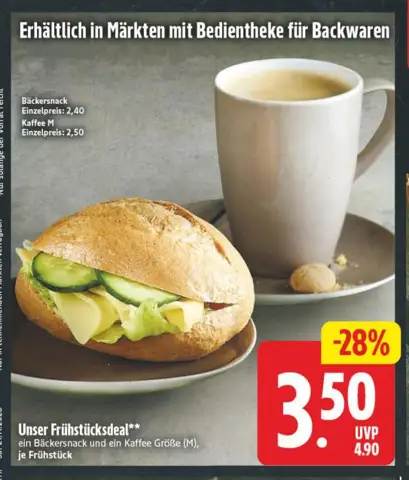 Erhältlich in Märkten mit Bedientheke für Backwaren
Bäckersnack
Einzelpreis: 2,40
Kaffee M
Einzelpreis: 2,50
-28%
3.50
UVP
4.90
Unser Frühstücksdeal**
ein Bäckersnack und ein Kaffee Größe (M),
je Frühstück